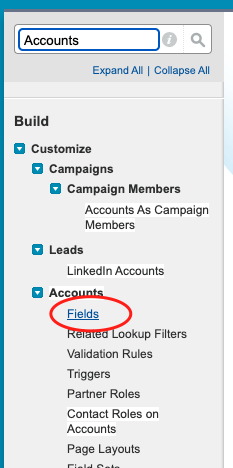 Accounts
Expand All | Collapse All
Build
Customize
Campaigns
Campaign Members
Accounts As Campaign
Members
Leads
LinkedIn Accounts
Accounts
Fields
Related Lookup Filters
Validation Rules
Triggers
Partner Roles
Contact Roles on
Accounts
Page Layouts
Field Sets